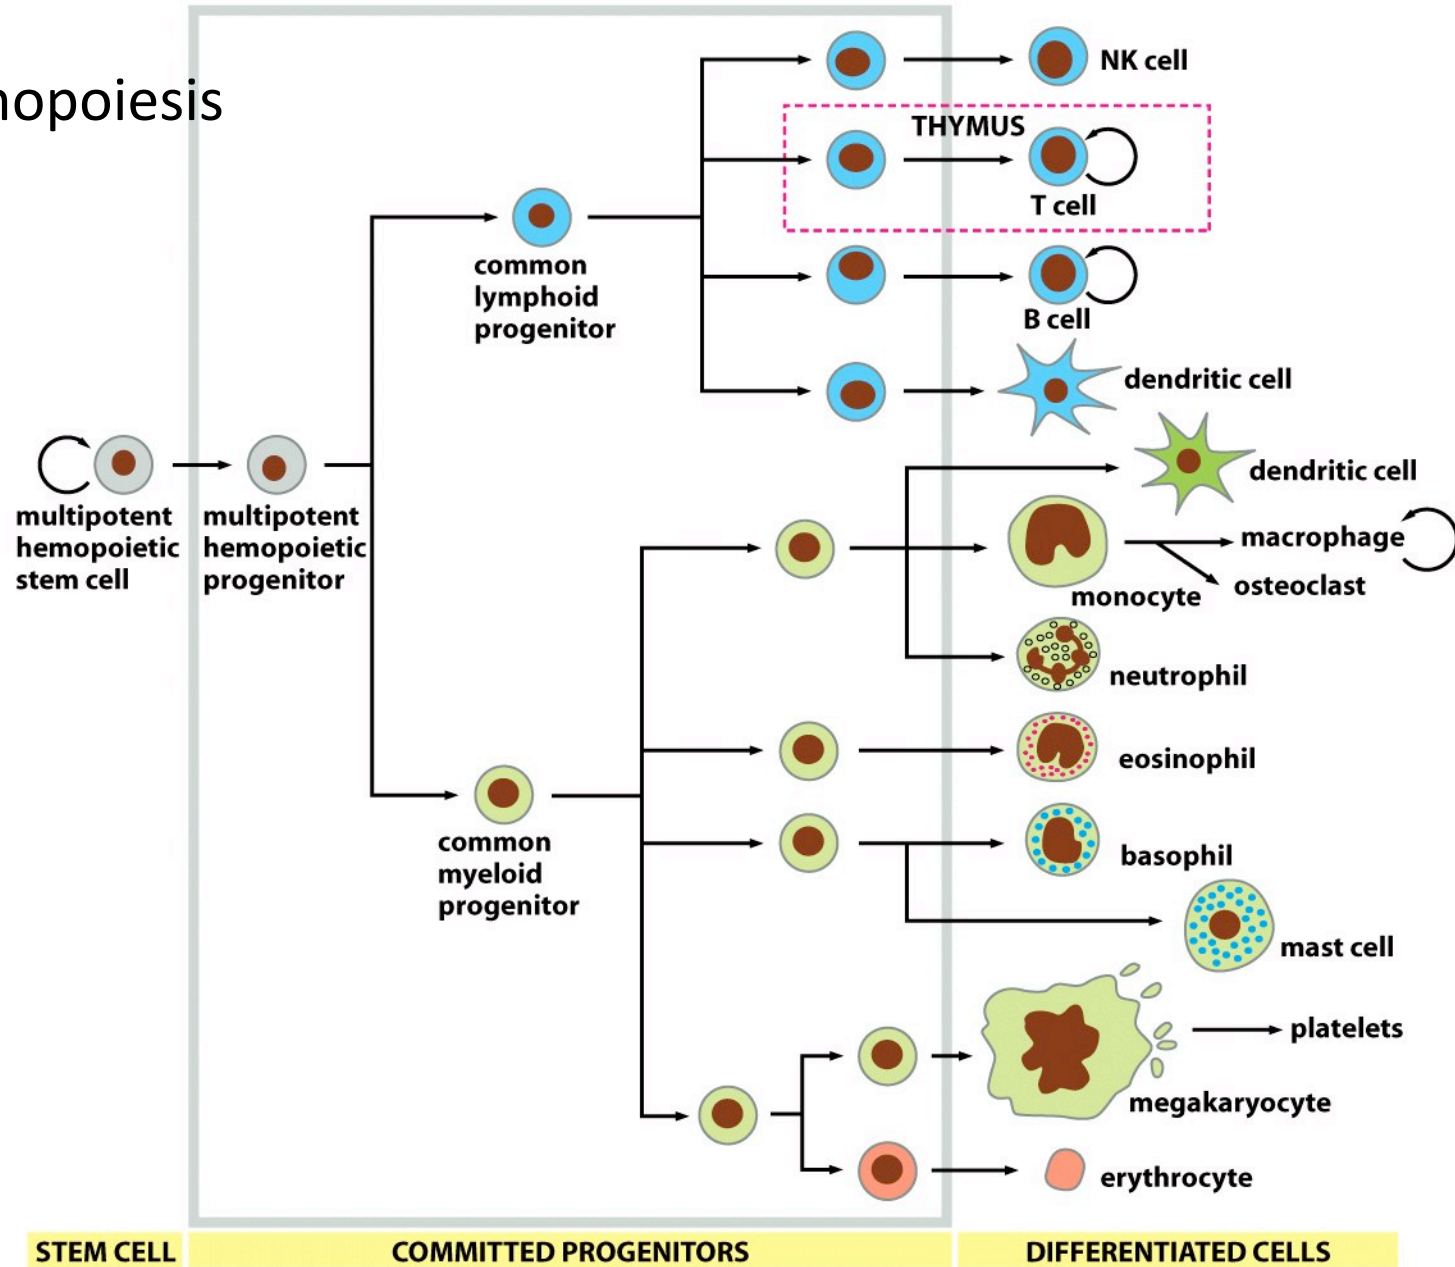 nopoiesis
NK cell
THYMUS
T cell
common
lymphoid
progenitor
B cell
dendritic cell
dendritic cell
multipotent
hemopoietic
stem cell
multipotent
hemopoietic
progenitor
macrophage
osteoclast
monocyte
neutrophil
eosinophil
common
myeloid
progenitor
basophil
mast cell
platelets
megakaryocyte
erythrocyte
STEM CELL
COMMITTED PROGENITORS
DIFFERENTIATED CELLS